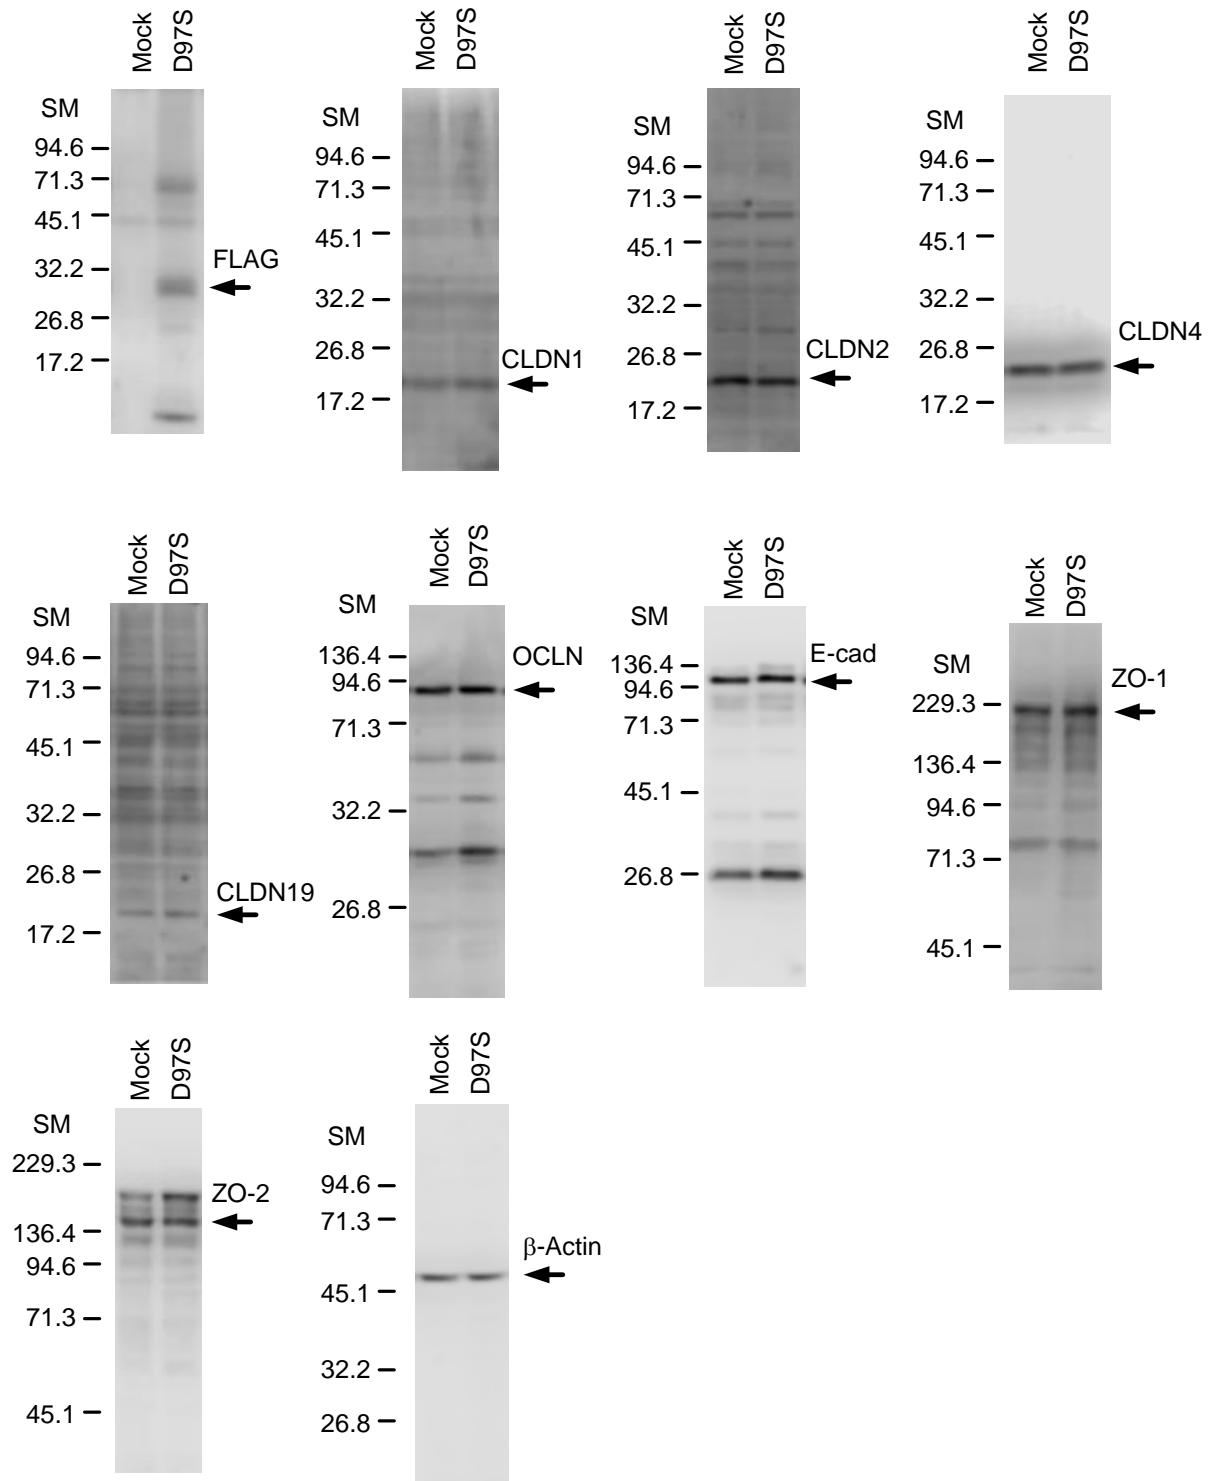 Mock D97S
SM
94.6
71.3
45.1
32.2
26.8
17.2
FLAG
Mock D97S
SM
94.6
71.3
45.1
32.2
26.8
17.2
CLDN1
Mock D97S
SM
94.6
71.3
45.1
32.2
26.8
17.2
CLDN2
Mock D97S
SM
94.6
71.3
45.1
32.2
26.8
17.2
CLDN4
Mock D97S
SM
94.6
71.3
45.1
32.2
26.8
17.2
CLDN19
Mock D97S
SM
136.4
94.6
71.3
32.2
26.8
OCLN
Mock D97S
SM
136.4
94.6
71.3
45.1
26.8
E-cad
Mock D97S
SM
229.3
136.4
94.6
71.3
45.1
ZO-1
Mock D97S
SM
229.3
136.4
94.6
71.3
45.1
ZO-2
Mock D97S
SM
94.6
71.3
45.1
32.2
26.8
β-Actin